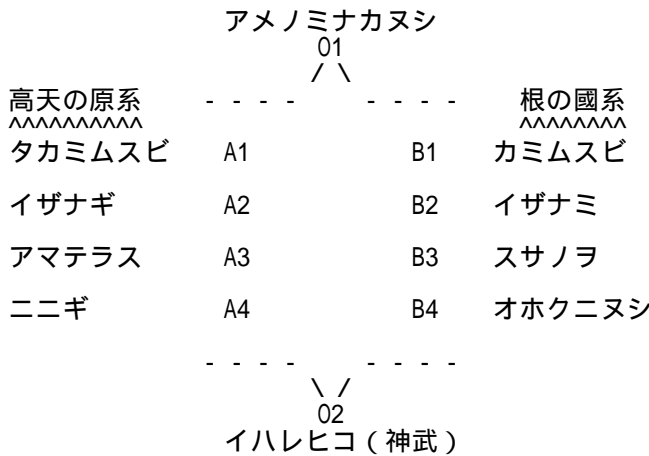 アメノミナカヌシ
O1
/ \
高天の原系 - - - - - - - - 根の國系
^^^^^^^^^^ ^^^^^^^^
タカミムスビ A1 B1 カミムスビ
イザナギ A2 B2 イザナミ
アマテラス A3 B3 スサノヲ
ニニギ A4 B4 オホクニヌシ
- - - - - - - -
\ /
O2
イハレヒコ(神武)